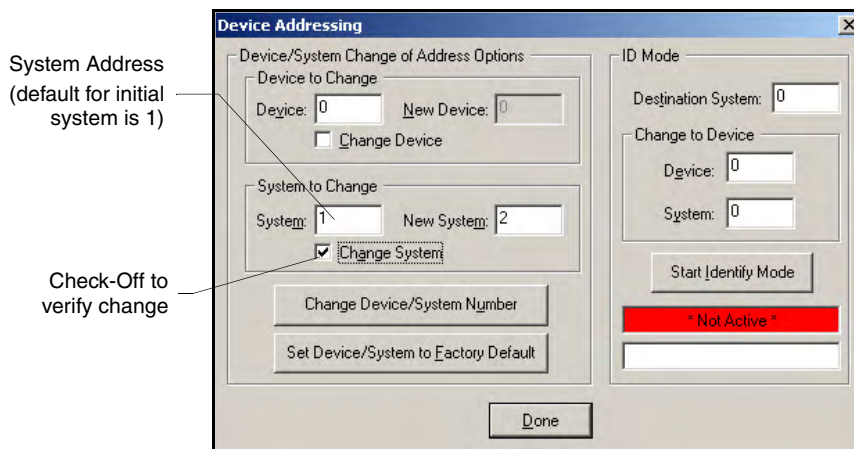 Device Addressing
System Address
(default for initial
system is 1)
Device/System Change of Address Options
Device to Change
Device: 0 New Device: 0
Change Device
System to Change
System: 1 New System: 2
Change System
Check-Off to
verify change
Change Device/System Number
Set Device/System to Factory Default
ID Mode
Destination System: 0
Change to Device
Device: 0
System: 0
Start Identify Mode
* Not Active *
Done